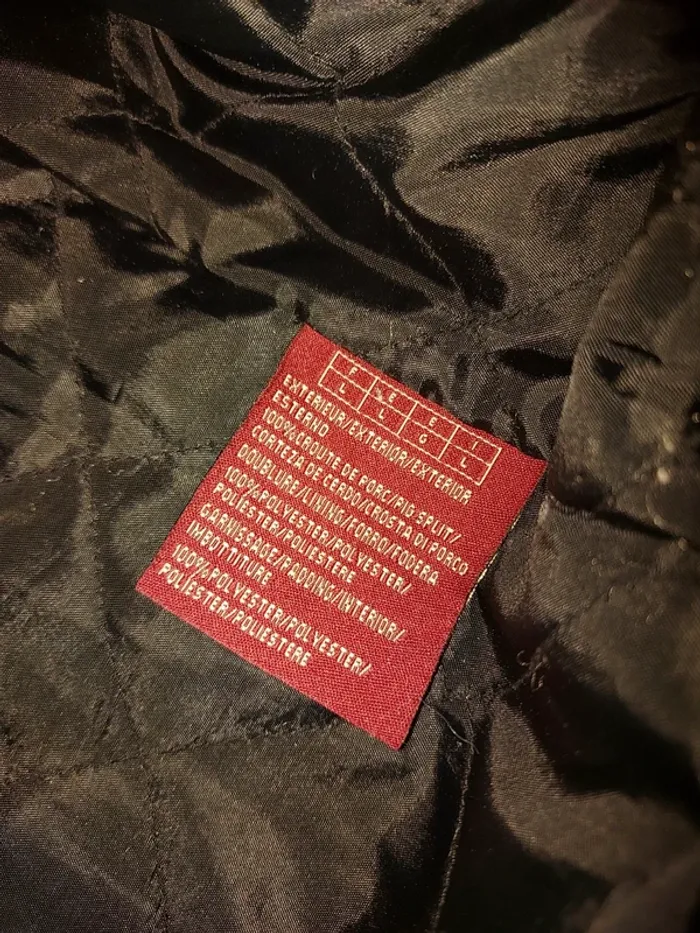 F E E I
L L G L
EXTERIEUR/EXTERIOR/EXTERIOR
ESTERNO
100%CROUTE DE PORC/PIG SPLIT/
CORTEZA DE CERDO/CROSTA DI PORCO
DOUBLURE/LINING/FORRO/FODERA
100%POLYESTER/POLYESTER/
POLIESTER/POLIESTERE
GARNISSAGE/PADDING/INTERIOR/
IMBOTTITURE
100%POLYESTER/POLYESTER/
POLIESTER/POLIESTERE